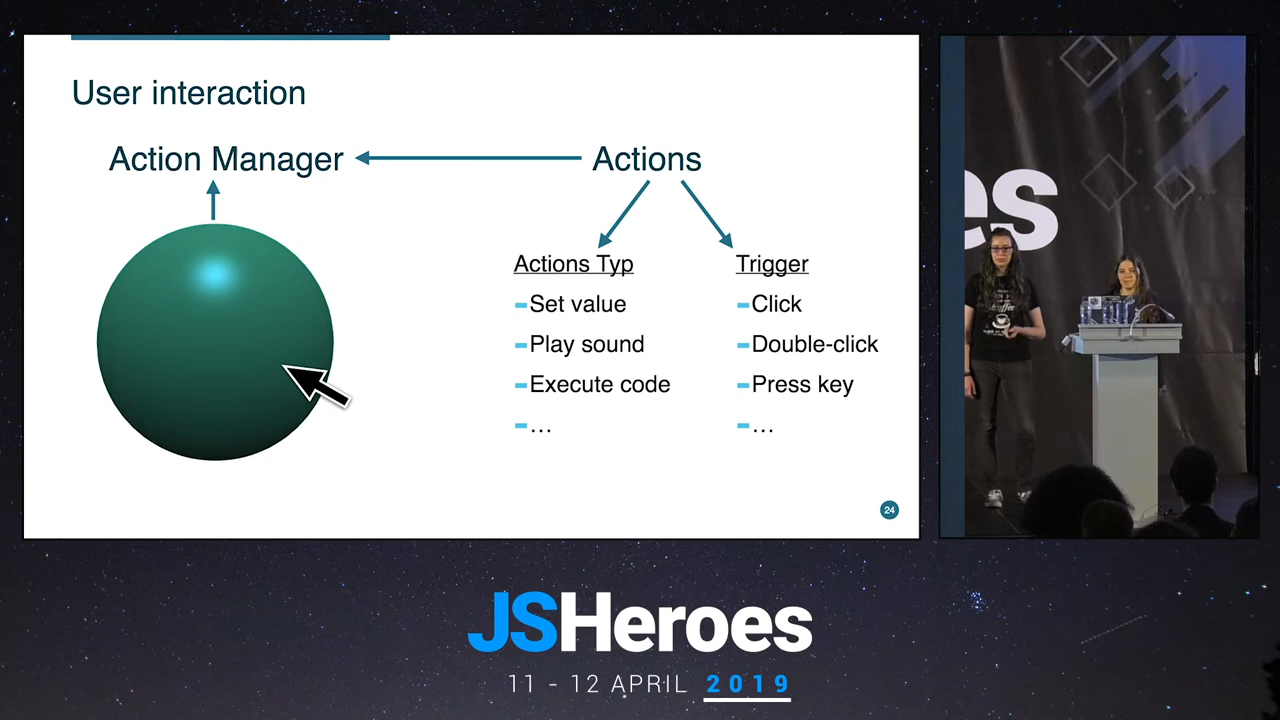 User interaction
Action Manager
Actions
Actions Typ
Set value
Play sound
Execute code
...
Trigger
Click
Double-click
Press key
...
24
es
JSHeroes
11 - 12 APRIL 2019